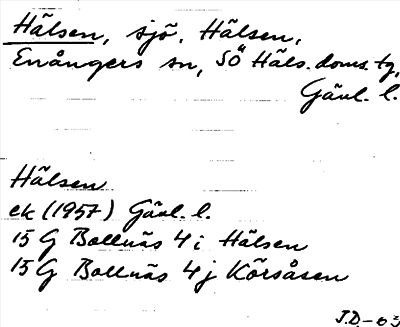 Hälsen, sjö. Hälsen,
Enångers sn, SÖ Häls. doms. tg,
Gävl. l.
Hälsen
ek (1957) Gävl. l.
15 G Bollnäs 4 i Hälsen
15 G Bollnäs 4 j Körsåsen
J.D-63